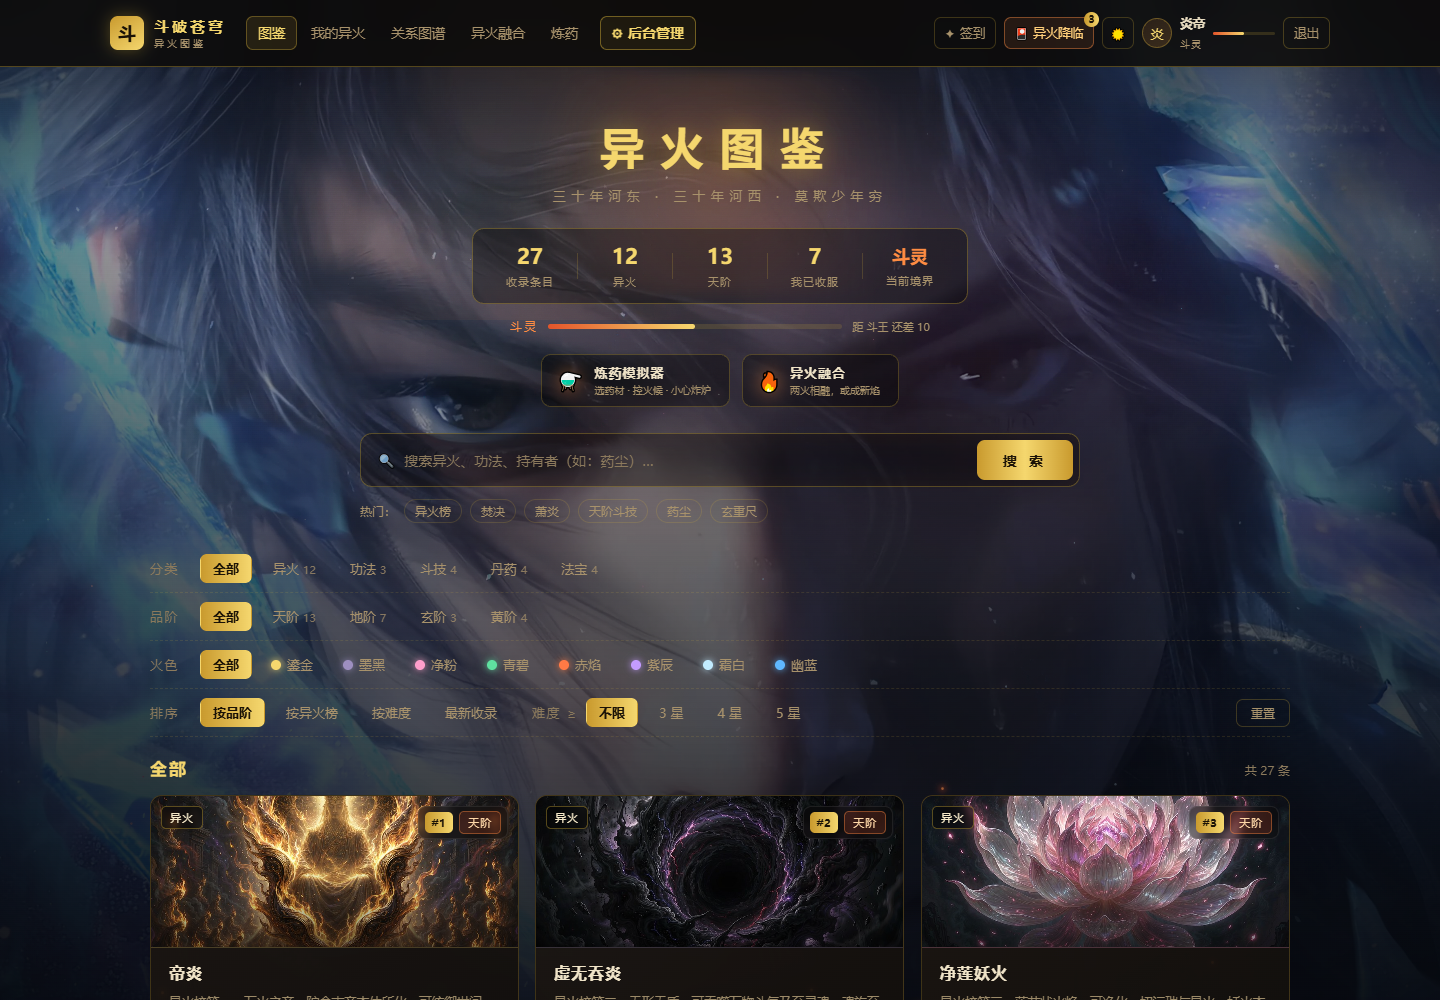 斗 斗破苍穹 图鉴 我的异火 关系图谱 异火融合 炼药 后台管理 签到 异火降临 3 炎 炎帝 退出
异火图鉴 斗灵
异火图鉴
三十年河东 · 三十年河西 · 莫欺少年穷
27 12 13 7 斗灵
收录条目 异火 天阶 我已收服 当前境界
斗灵 距 斗王 还差 10
炼药模拟器 异火融合
选药材 · 控火候 · 小心炸炉 两火相融，或成新焰
搜索异火、功法、持有者（如：药尘）... 搜 索
热门： 异火榜 焚决 萧炎 天阶斗技 药尘 玄重尺
分类 全部 异火 12 功法 3 斗技 4 丹药 4 法宝 4
品阶 全部 天阶 13 地阶 7 玄阶 3 黄阶 4
火色 全部 鎏金 墨黑 净粉 青碧 赤焰 紫辰 霜白 幽蓝
排序 按品阶 按异火榜 按难度 最新收录 难度 ≥ 不限 3 星 4 星 5 星 重置
全部 共 27 条
异火 #1 天阶 异火 #2 天阶 异火 #3 天阶
帝炎 虚无吞炎 净莲妖火